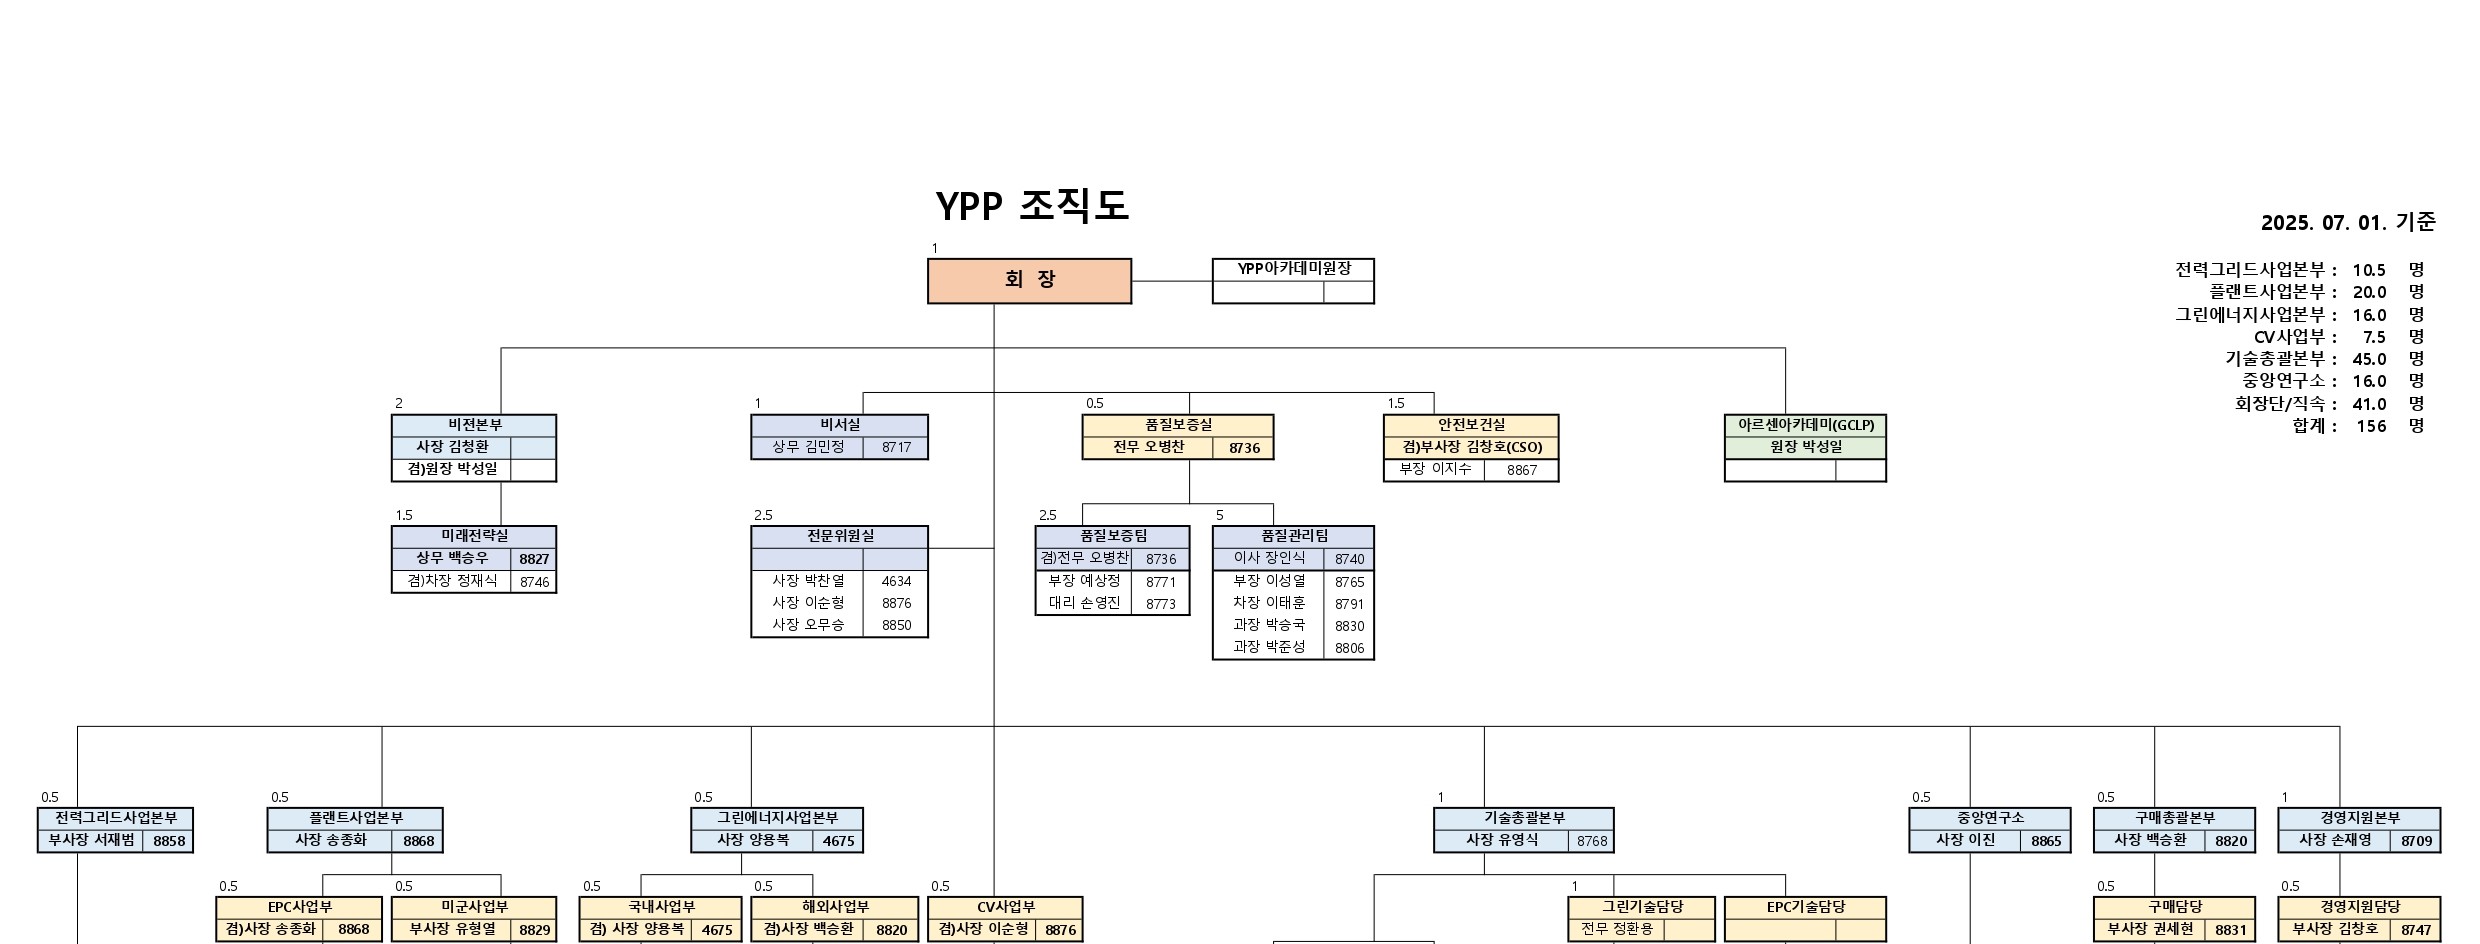 YPP 조직도
2025. 07. 01. 기준
1
회 장
YPP아카데미원장
전력그리드사업본부 : 10.5 명
플랜트사업본부 : 20.0 명
그린에너지사업본부 : 16.0 명
CV사업부 : 7.5 명
기술총괄본부 : 45.0 명
중앙연구소 : 16.0 명
회장단/직속 : 41.0 명
합계 : 156 명
2
비젼본부
사장 김청환
겸)원장 박성일
1
비서실
상무 김민정 8717
0.5
품질보증실
전무 오병찬 8736
1.5
안전보건실
겸)부사장 김창호(CSO)
부장 이지수 8867
아르센아카데미(GCLP)
원장 박성일
1.5
미래전략실
상무 백승우 8827
겸)차장 정재식 8746
2.5
전문위원실
사장 박찬열 4634
사장 이순형 8876
사장 오무승 8850
2.5
품질보증팀
겸)전무 오병찬 8736
부장 예상정 8771
대리 손영진 8773
5
품질관리팀
이사 장인식 8740
부장 이성열 8765
차장 이태훈 8791
과장 박승국 8830
과장 박준성 8806
0.5
전력그리드사업본부
부사장 서재범 8858
0.5
플랜트사업본부
사장 송종화 8868
0.5
그린에너지사업본부
사장 양용복 4675
1
기술총괄본부
사장 유영식 8768
0.5
중앙연구소
사장 이진 8865
0.5
구매총괄본부
사장 백승환 8820
1
경영지원본부
사장 손재영 8709
0.5
EPC사업부
겸)사장 송종화 8868
0.5
미군사업부
부사장 유형열 8829
0.5
국내사업부
겸) 사장 양용복 4675
0.5
해외사업부
겸)사장 백승환 8820
0.5
CV사업부
겸)사장 이순형 8876
1
그린기술담당
전무 정환용
EPC기술담당
0.5
구매담당
부사장 권세현 8831
0.5
경영지원담당
부사장 김창호 8747